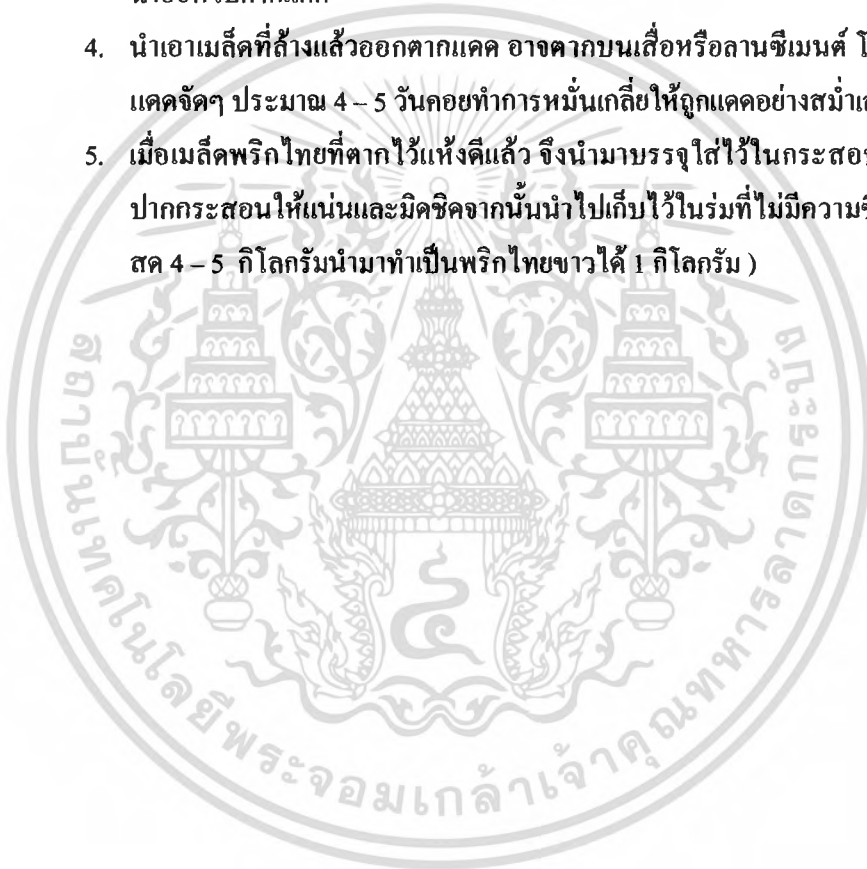 4. นำเอาเมล็ดที่ล้างแล้วออกตากแดด อาจตากบนเสื่อหรือลานซีเมนต์
แดดจัดๆ ประมาณ 4 – 5 วันคอยทำการหมั่นเกลี่ยให้ถูกแดดอย่าง
5. เมื่อเมล็ดพริกไทยที่ตากไว้แห้งดีแล้ว จึงนำมาบรรจุใส่ไว้ในกระสอบ
ปากกระสอนให้แน่นและมิดชิดจากนั้นนำไปเก็บไว้ในร่มที่ไม่มี
สด 4 – 5 กิโลกรัมนำมาทำเป็นพริกไทยขาวได้ 1 กิโลกรัม )
สถาบันเทคโนโลยีพระจอมเกล้าเจ้าคุณทหารลาดกระบัง